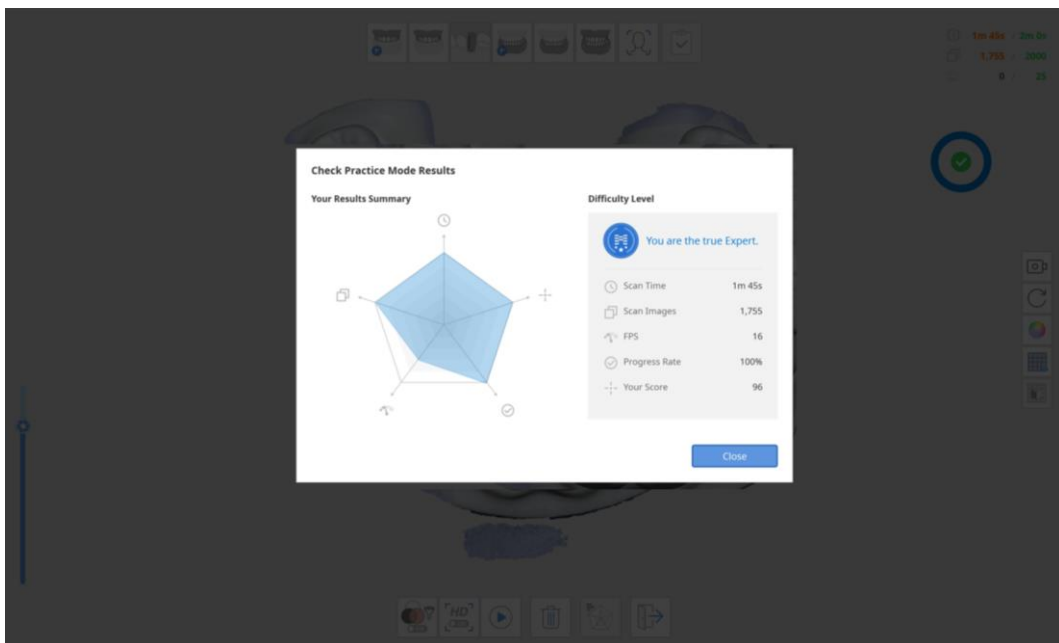 1m 45s / 2m 0s
1,755 / 2000
0 / 25
Check Practice Mode Results
Your Results Summary
Difficulty Level
You are the true Expert.
Scan Time 1m 45s
Scan Images 1,755
FPS 16
Progress Rate 100%
Your Score 96
Close
HD